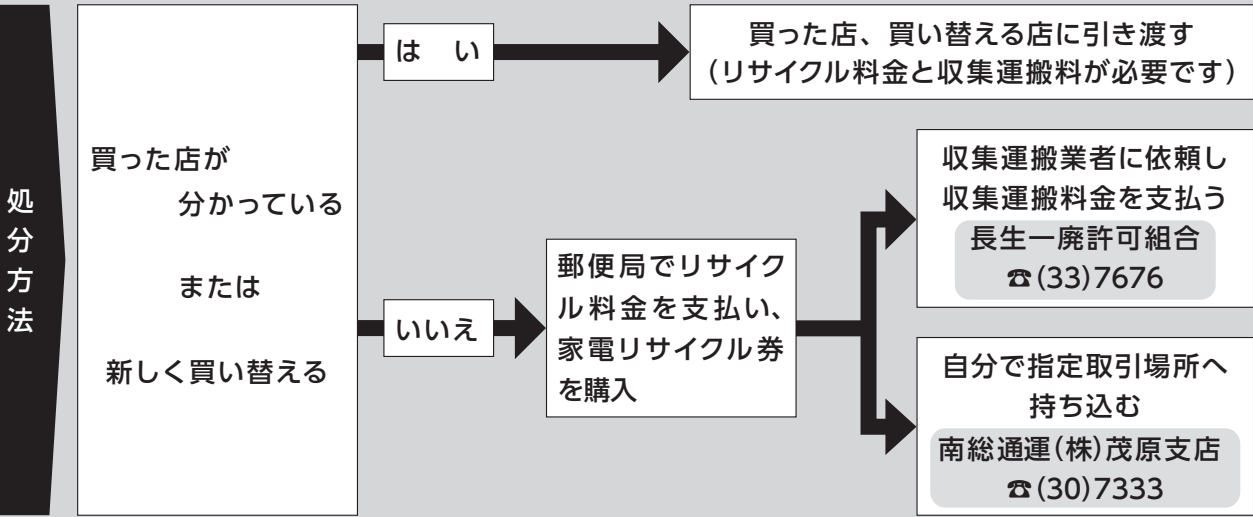 処分方法
買った店が
分かっている
または
新しく買い替える
は い
買った店、買い替える店に引き渡す
(リサイクル料金と収集運搬料が必要です)
いいえ
郵便局でリサイク
ル料金を支払い、
家電リサイクル券
を購入
収集運搬業者に依頼し
収集運搬料金を支払う
長生一廃許可組合
☎(33)7676
自分で指定取引場所へ
持ち込む
南総通運(株)茂原支店
☎(30)7333